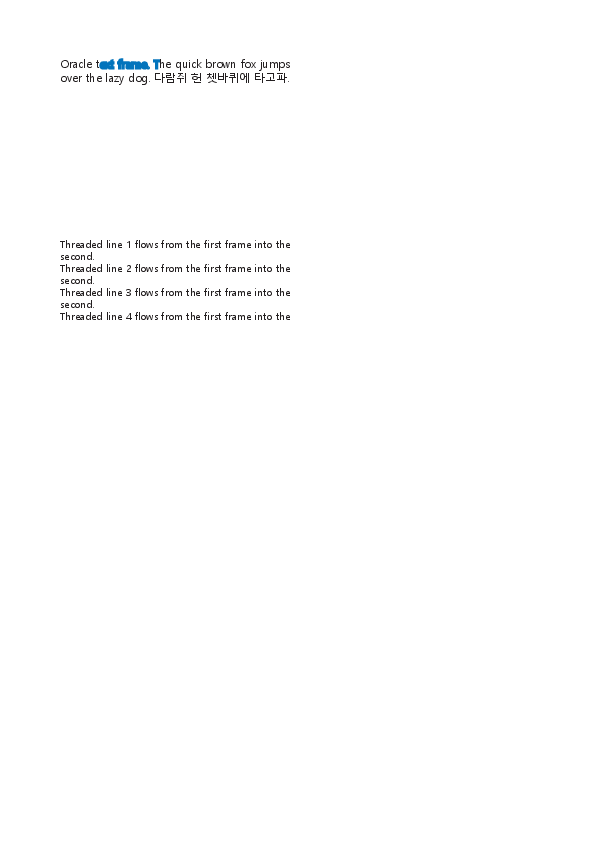 Oracle text frame. The quick brown fox jumps
over the lazy dog. 다람쥐 헌 쳇바퀴에 타고파.
Threaded line 1 flows from the first frame into the
second.
Threaded line 2 flows from the first frame into the
second.
Threaded line 3 flows from the first frame into the
second.
Threaded line 4 flows from the first frame into the